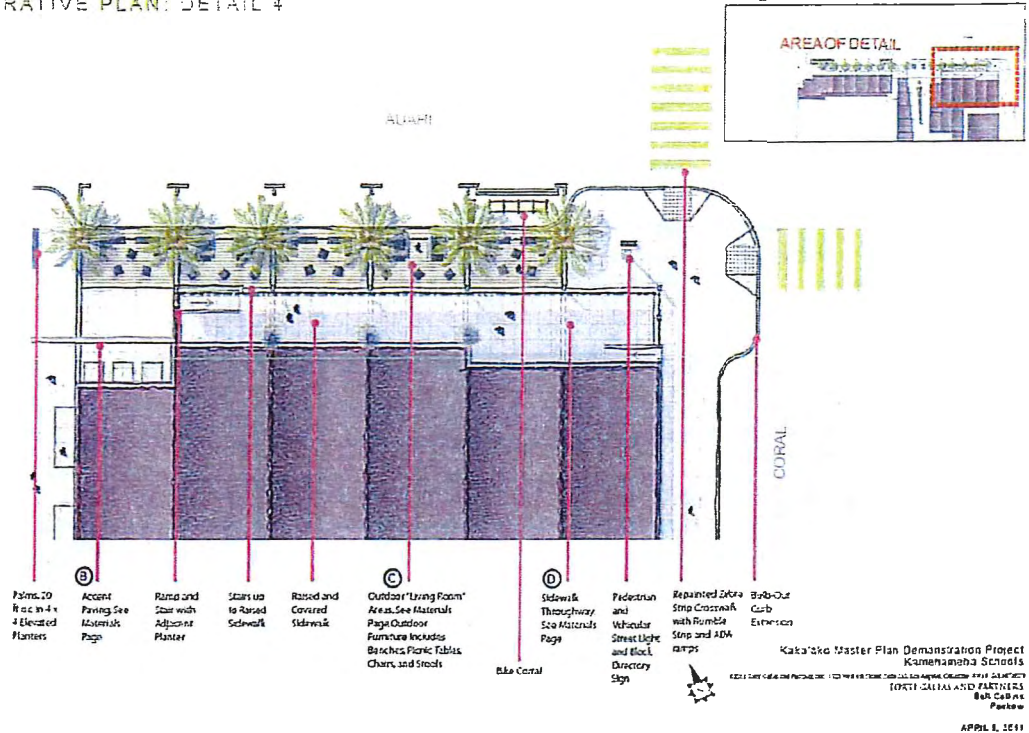 RATIVE PLAN: DETAIL 4
AREA OF DETAIL
AUAHI
CORAL
Palms, 20
ft oc in 4 x
4 Elevated
Planters
B
Accent
Paving, See
Materials
Page
Ramp and
Stair with
Adjacent
Planter
Stairs up
to Raised
Sidewalk
Raised and
Covered
Sidewalk
C
Outdoor "Living Room"
Areas, See Materials
Page Outdoor
Furniture Includes
Benches, Picnic Tables,
Chairs, and Stools
Bike Corral
D
Sidewalk
Throughway,
See Materials
Page
Pedestrian
and
Vehicular
Street Light
and Block
Directory
Sign
Repainted Zebra
Strip Crosswalk
with Rumble
Strip and ADA
ramps
Bulb-Out
Curb
Extension
Kaka'ako Master Plan Demonstration Project
Kamehameha Schools
TORTI GALLAS AND PARTNERS
Belt Collins
APRIL 8, 2011